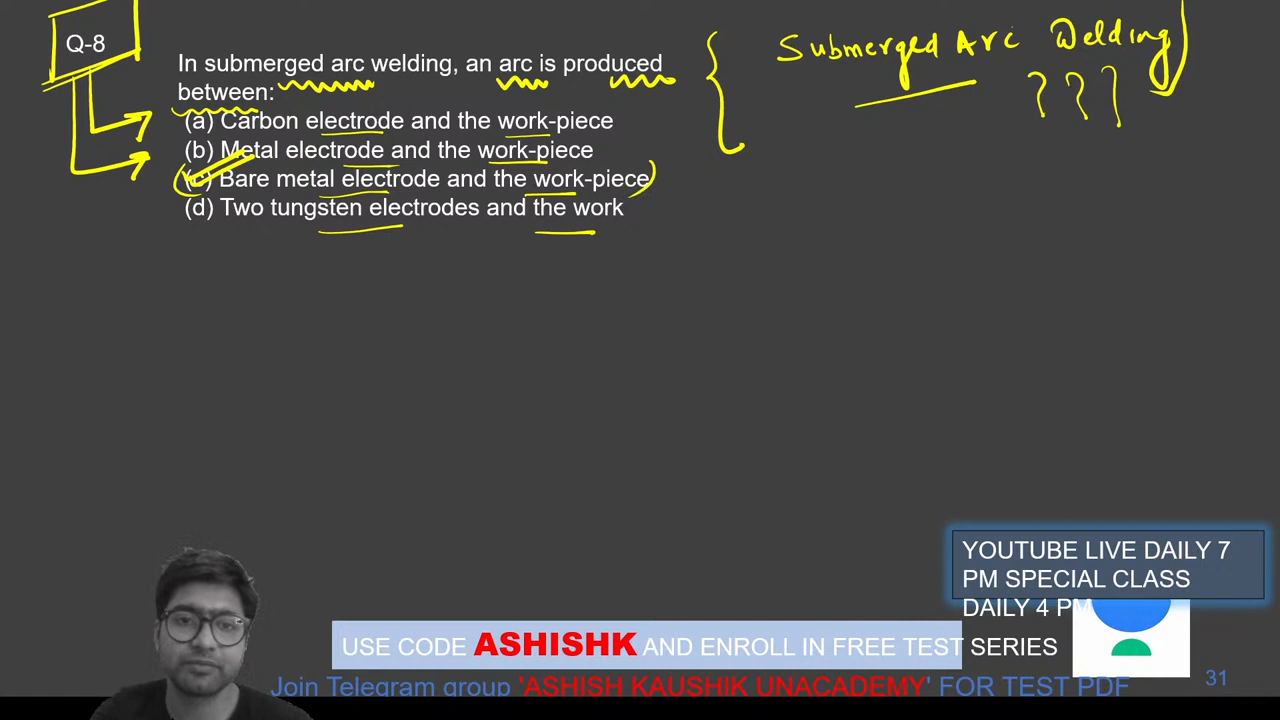 Q-8
Submerged Arc Welding
???
In submerged arc welding, an arc is produced
between:
(a) Carbon electrode and the work-piece
(b) Metal electrode and the work-piece
(c) Bare metal electrode and the work-piece
(d) Two tungsten electrodes and the work
YOUTUBE LIVE DAILY 7
PM SPECIAL CLASS
DAILY 4 PM
USE CODE ASHISHK AND ENROLL IN FREE TEST SERIES
Join Telegram group 'ASHISH KAUSHIK UNACADEMY' FOR TEST PDF
31